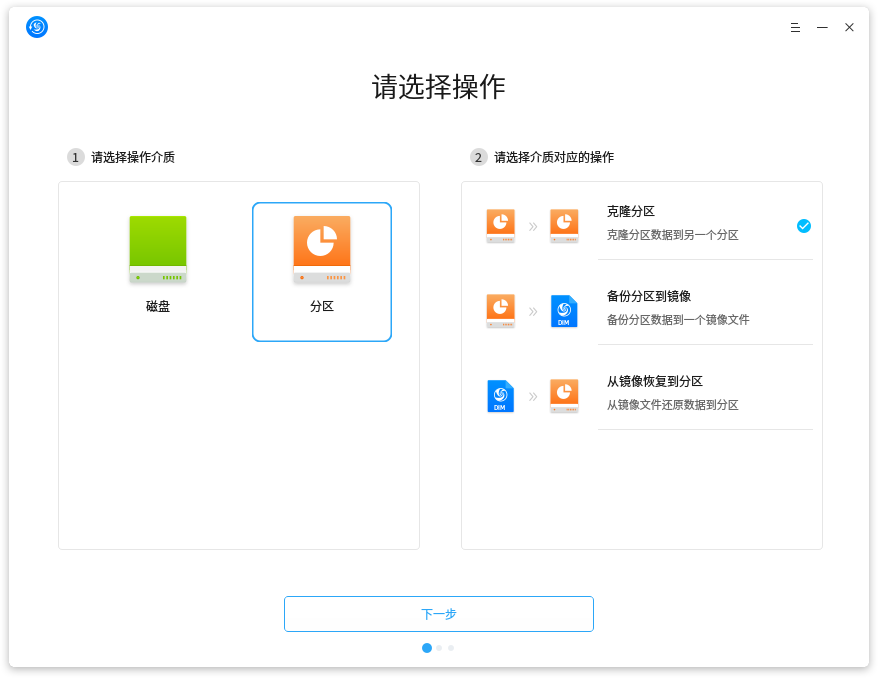 请选择操作
1 请选择操作介质
磁盘
分区
2 请选择介质对应的操作
克隆分区
克隆分区数据到另一个分区
DIM
备份分区到镜像
备份分区数据到一个镜像文件
DIM
从镜像恢复到分区
从镜像文件还原数据到分区
下一步